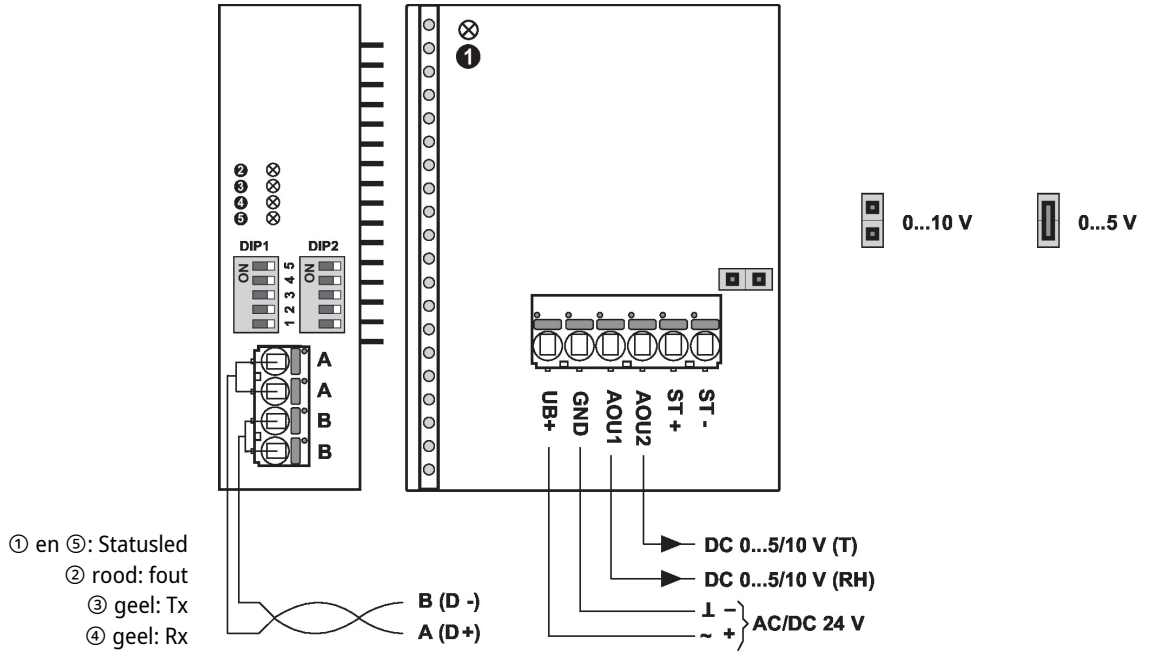 ❶
❷
❸
❹
❺
DIP1 DIP2
ON ON
1 2 3 4 5
A
A
B
B
UB+ GND AOU1 AOU2 ST + ST -
0...10 V
0...5 V
① en ⑤: Statusled
② rood: fout
③ geel: Tx
④ geel: Rx
B (D -)
A (D+)
DC 0...5/10 V (T)
DC 0...5/10 V (RH)
⊥ −
~ +
AC/DC 24 V